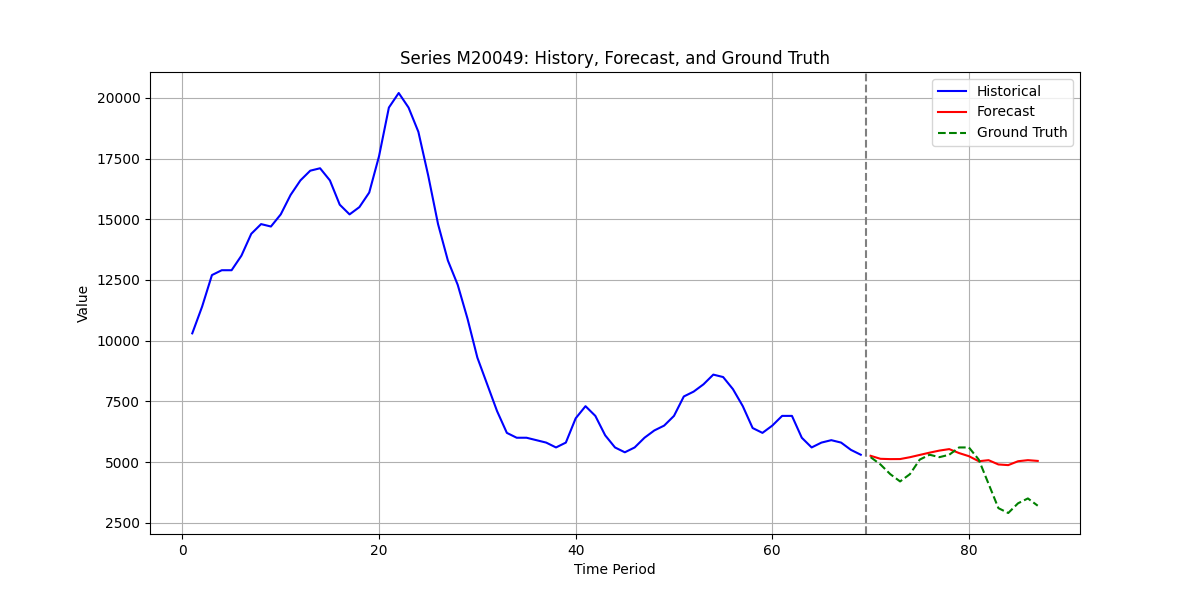 Series M20049: History, Forecast, and Ground Truth
Historical
Forecast
Ground Truth
20000
17500
15000
12500
10000
7500
5000
2500
Value
0
20
40
60
80
Time Period